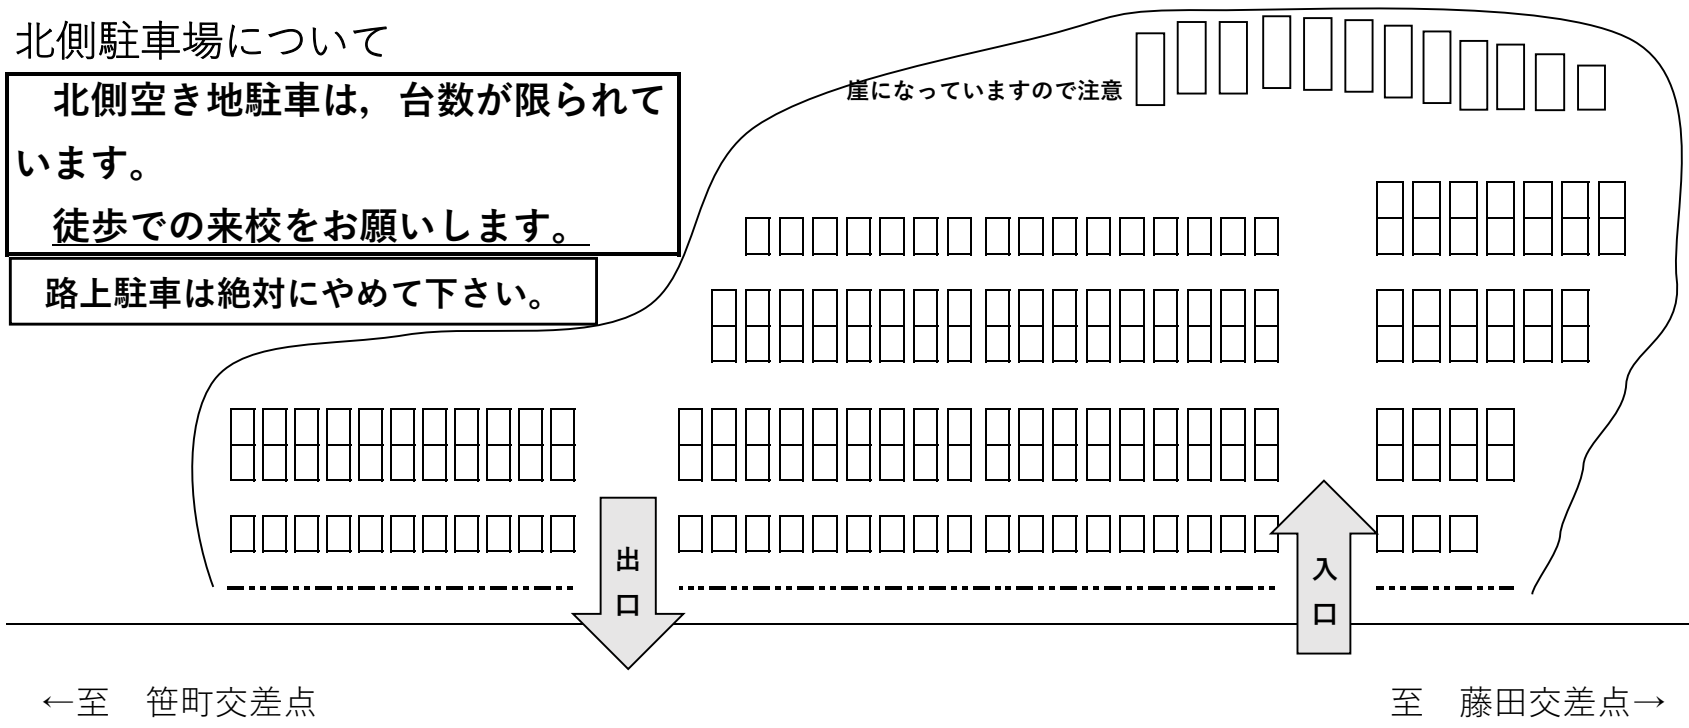 北側駐車場について
北側空き地駐車は，台数が限られて
います。
徒歩での来校をお願いします。
路上駐車は絶対にやめて下さい。
崖になっていますので注意
出
口
入
口
←至　笹町交差点
至　藤田交差点→